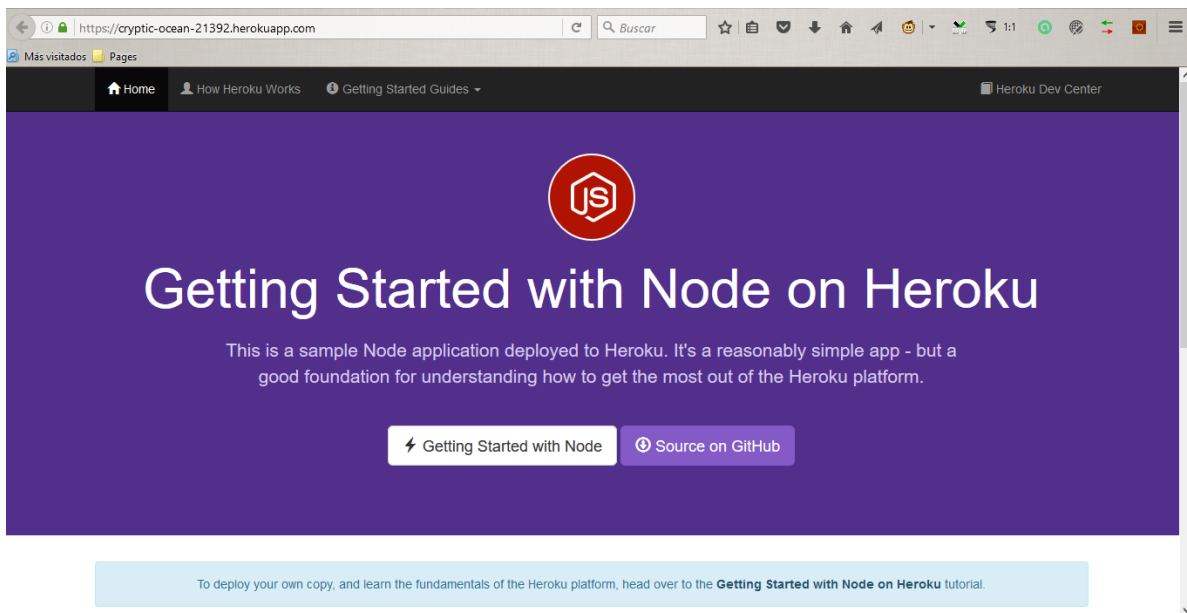 https://cryptic-ocean-21392.herokuapp.com Buscar 1:1
Más visitados Pages
Home How Heroku Works Getting Started Guides Heroku Dev Center
JS
Getting Started with Node on Heroku
This is a sample Node application deployed to Heroku. It's a reasonably simple app - but a
good foundation for understanding how to get the most out of the Heroku platform.
Getting Started with Node Source on GitHub
To deploy your own copy, and learn the fundamentals of the Heroku platform, head over to the Getting Started with Node on Heroku tutorial.